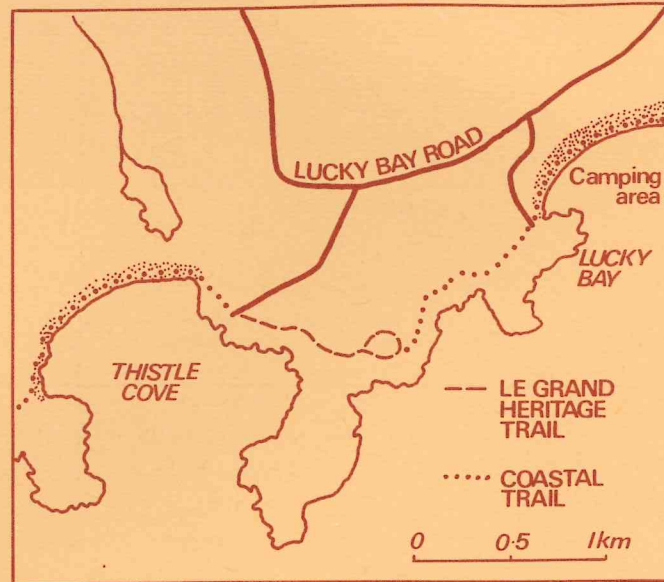 LUCKY BAY ROAD
Camping
area
LUCKY
BAY
THISTLE
COVE
LE GRAND
HERITAGE
TRAIL
COASTAL
TRAIL
0 0·5 1km